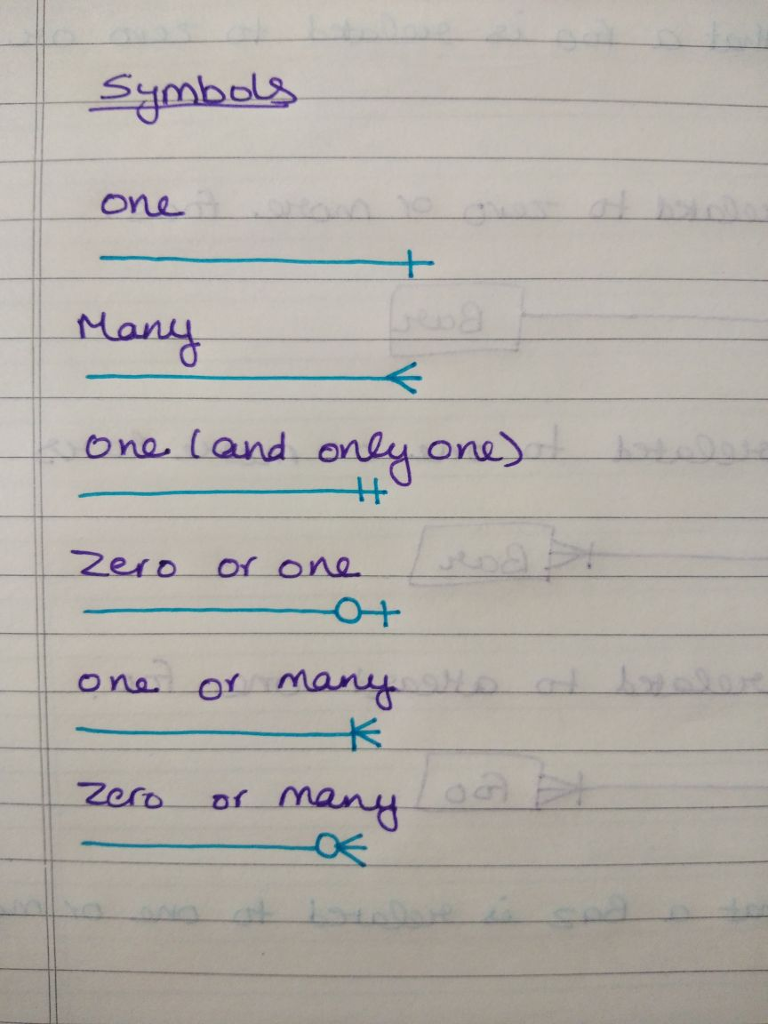 Symbols
one
Many
one (and only one)
Zero or one
one or many
Zero or many